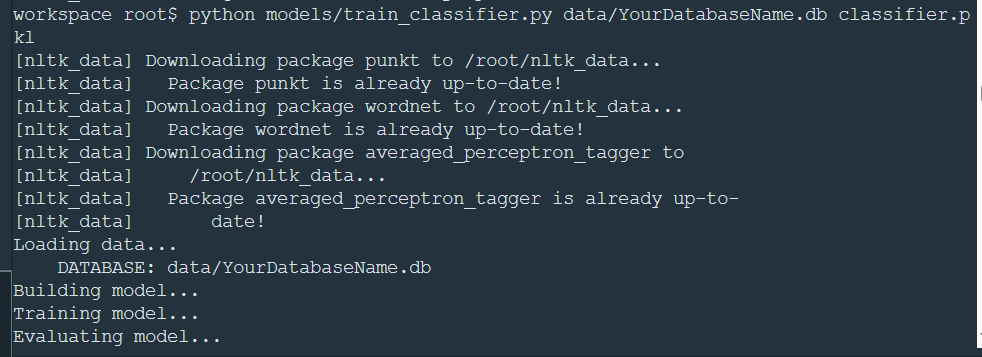 workspace root$ python models/train_classifier.py data/YourDatabaseName.db classifier.p
kl
[nltk_data] Downloading package punkt to /root/nltk_data...
[nltk_data]   Package punkt is already up-to-date!
[nltk_data] Downloading package wordnet to /root/nltk_data...
[nltk_data]   Package wordnet is already up-to-date!
[nltk_data] Downloading package averaged_perceptron_tagger to
[nltk_data]     /root/nltk_data...
[nltk_data]   Package averaged_perceptron_tagger is already up-to-
[nltk_data]       date!
Loading data...
    DATABASE: data/YourDatabaseName.db
Building model...
Training model...
Evaluating model...